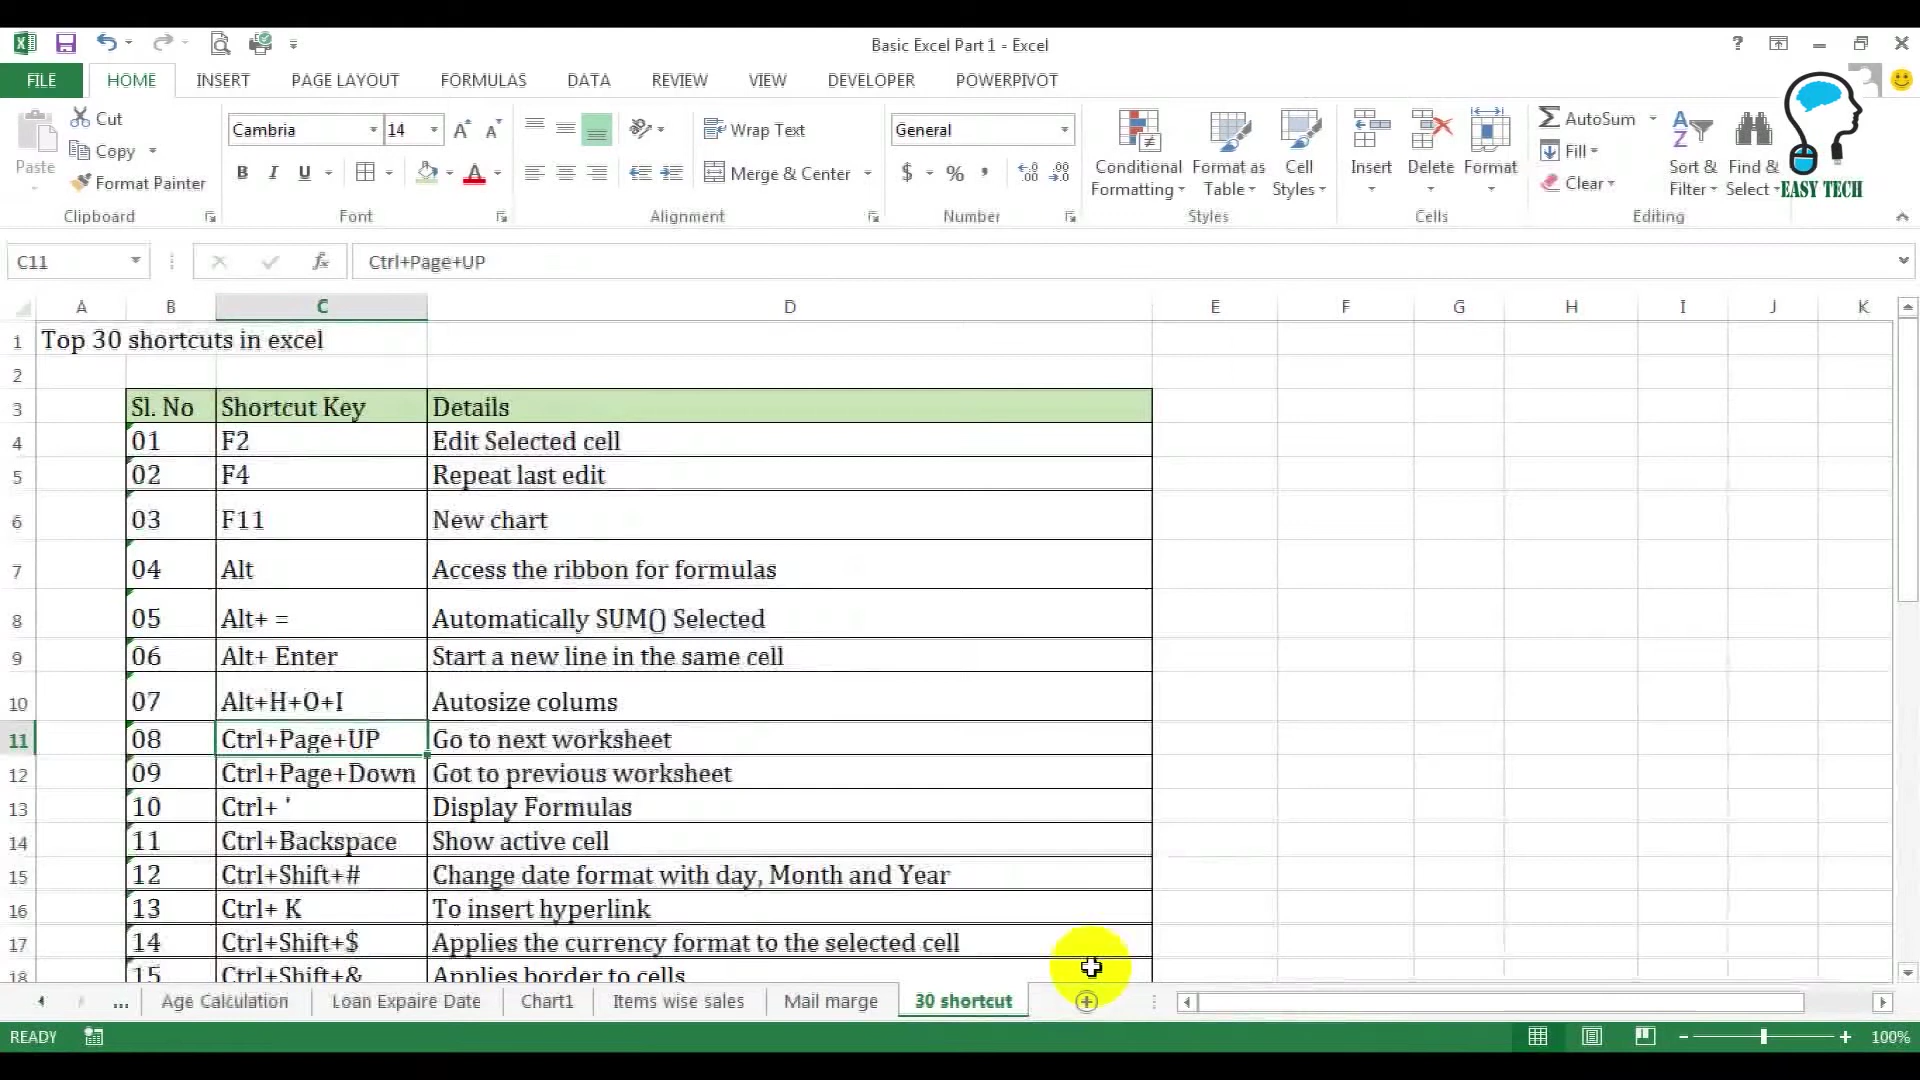 Basic Excel Part 1 - Excel
?
FILE HOME INSERT PAGE LAYOUT FORMULAS DATA REVIEW VIEW DEVELOPER POWERPIVOT
Paste
Cut
Copy
Format Painter
Clipboard
Cambria 14
B I U
Font
Wrap Text
Merge & Center
Alignment
General
$ % ,
Number
Conditional Formatting
Format as Table
Cell Styles
Styles
Insert
Delete
Format
Cells
AutoSum
Fill
Clear
Sort & Filter
Find & Select
Editing
EASY TECH
C11 fx Ctrl+Page+UP
A B C D E F G H I J K
1 Top 30 shortcuts in excel
2
3 Sl. No Shortcut Key Details
4 01 F2 Edit Selected cell
5 02 F4 Repeat last edit
6 03 F11 New chart
7 04 Alt Access the ribbon for formulas
8 05 Alt+ = Automatically SUM() Selected
9 06 Alt+ Enter Start a new line in the same cell
10 07 Alt+H+O+I Autosize colums
11 08 Ctrl+Page+UP Go to next worksheet
12 09 Ctrl+Page+Down Got to previous worksheet
13 10 Ctrl+ ' Display Formulas
14 11 Ctrl+Backspace Show active cell
15 12 Ctrl+Shift+# Change date format with day, Month and Year
16 13 Ctrl+ K To insert hyperlink
17 14 Ctrl+Shift+$ Applies the currency format to the selected cell
18 15 Ctrl+Shift+& Applies border to cells
... Age Calculation Loan Expaire Date Chart1 Items wise sales Mail marge 30 shortcut
READY 100%